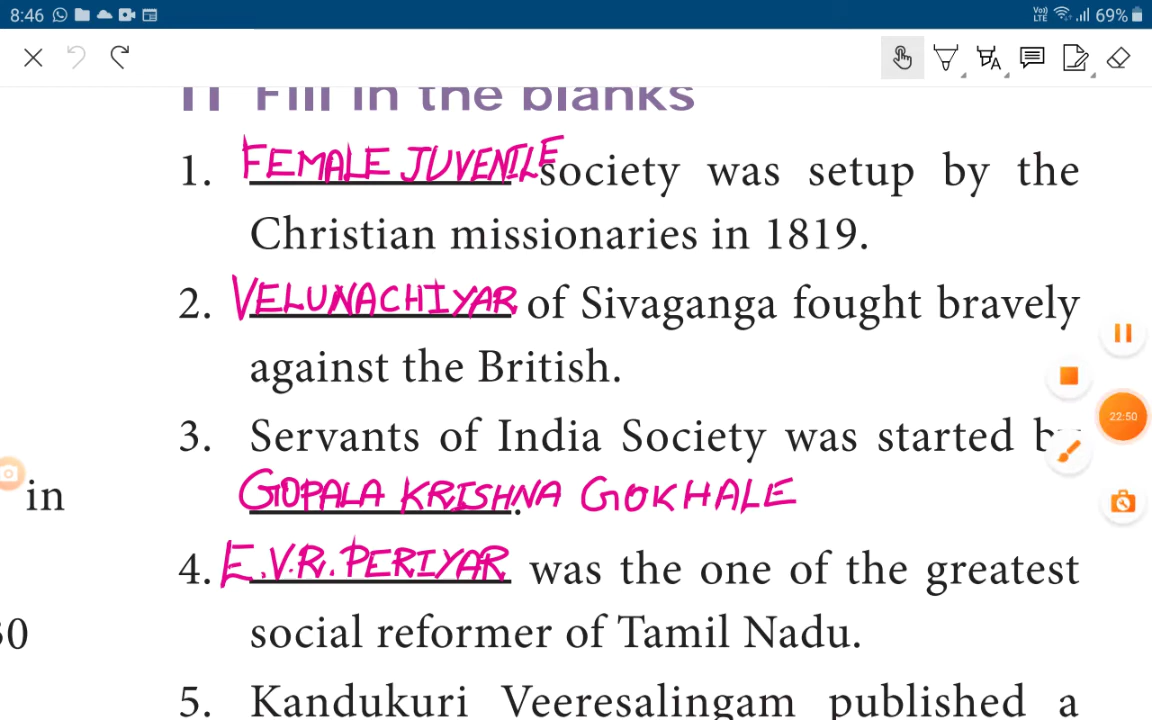 8:46 Vo) LTE 69%
II Fill in the blanks
1. FEMALE JUVENILE society was setup by the
Christian missionaries in 1819.
2. VELUNACHIYAR of Sivaganga fought bravely
against the British.
3. Servants of India Society was started
22:50
in GOPALA KRISHNA GOKHALE.
4. E.V.R. PERIYAR was the one of the greatest
30 social reformer of Tamil Nadu.
5. Kandukuri Veeresalingam published a